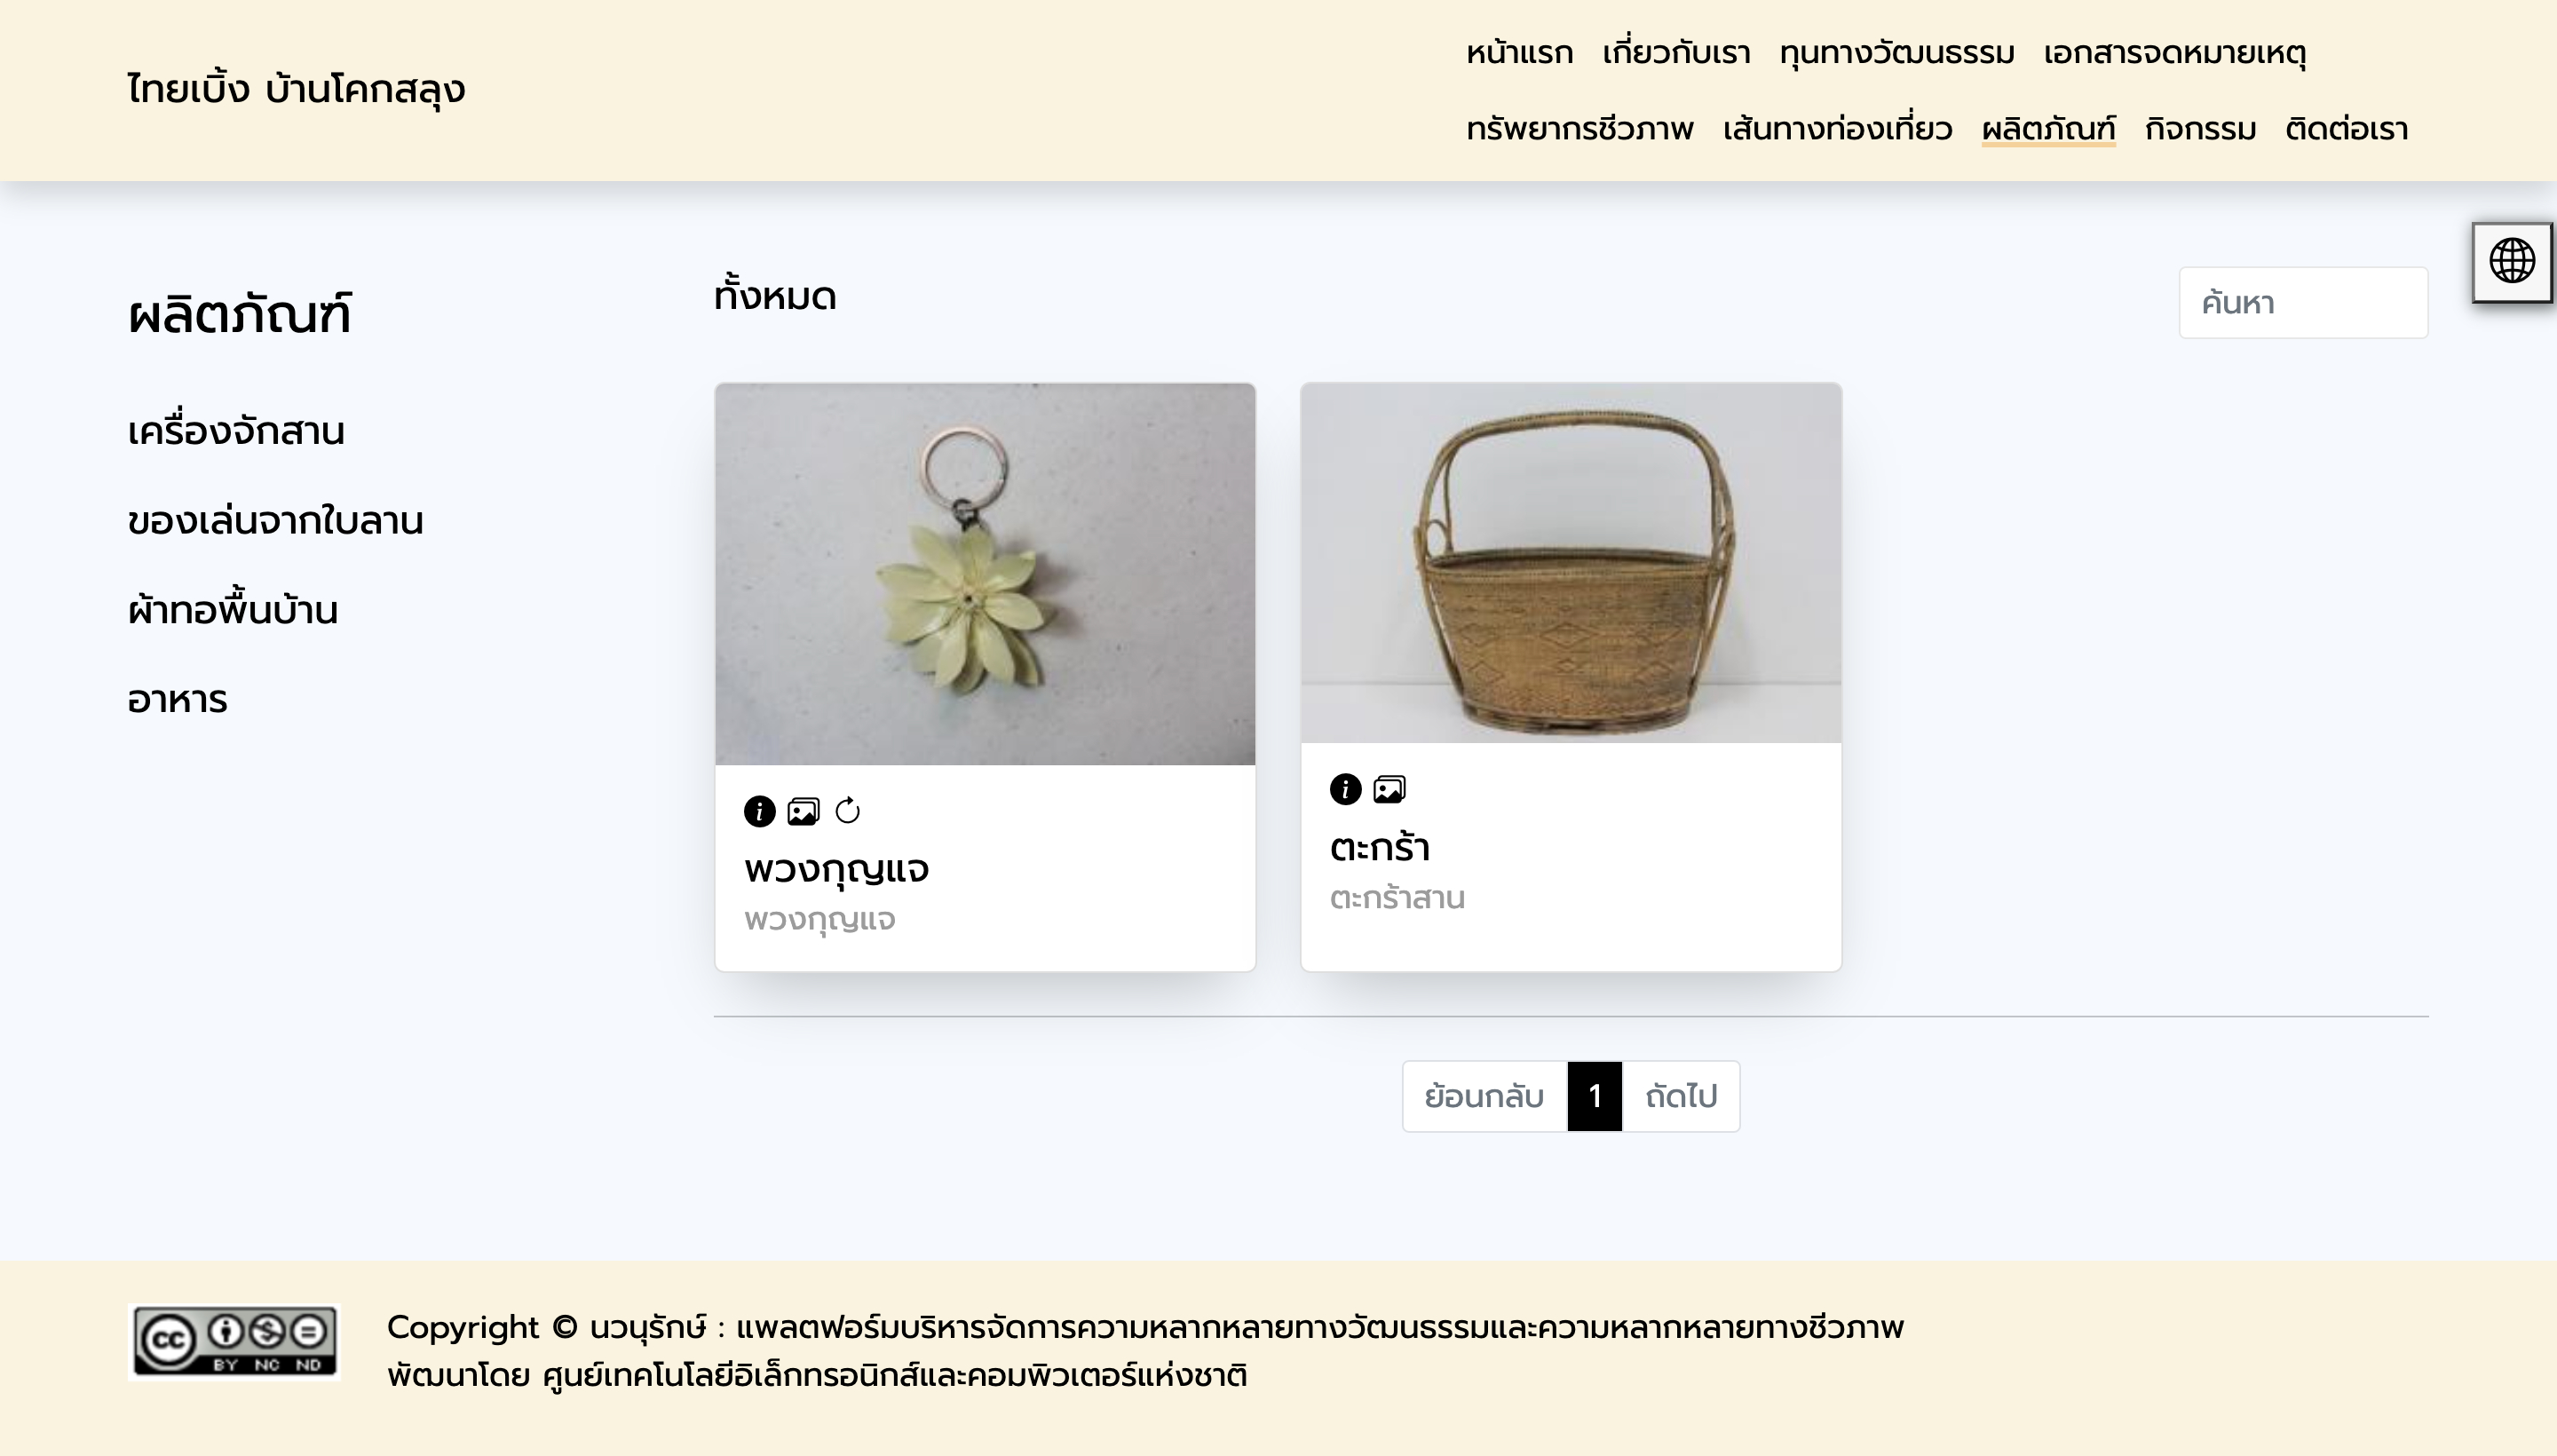 ไทยเบิ้ง บ้านโคกสลุง
หน้าแรก เกี่ยวกับเรา ทุนทางวัฒนธรรม เอกสารจดหมายเหตุ
ทรัพยากรชีวภาพ เส้นทางท่องเที่ยว ผลิตภัณฑ์ กิจกรรม ติดต่อเรา
ผลิตภัณฑ์
เครื่องจักสาน
ของเล่นจากใบลาน
ผ้าทอพื้นบ้าน
อาหาร
ทั้งหมด
ค้นหา
พวงกุญแจ
พวงกุญแจ
ตะกร้า
ตะกร้าสาน
ย้อนกลับ 1 ถัดไป
cc BY NC ND
Copyright © นวนุรักษ์ : แพลตฟอร์มบริหารจัดการความหลากหลายทางวัฒนธรรมและความหลากหลายทางชีวภาพ
พัฒนาโดย ศูนย์เทคโนโลยีอิเล็กทรอนิกส์และคอมพิวเตอร์แห่งชาติ